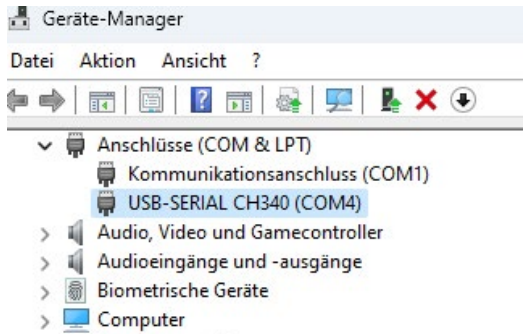 Geräte-Manager
Datei Aktion Ansicht ?
Anschlüsse (COM & LPT)
Kommunikationsanschluss (COM1)
USB-SERIAL CH340 (COM4)
Audio, Video und Gamecontroller
Audioeingänge und -ausgänge
Biometrische Geräte
Computer